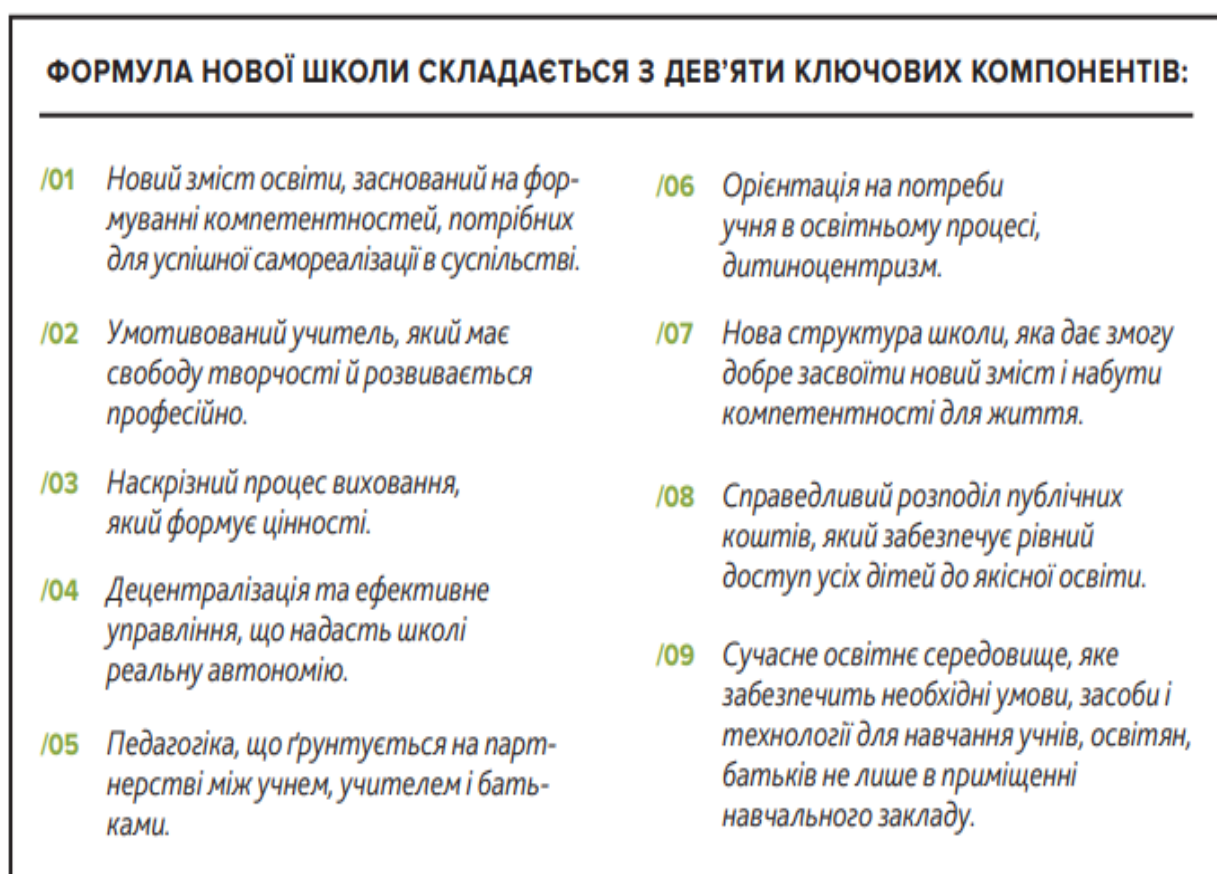 ФОРМУЛА НОВОЇ ШКОЛИ СКЛАДАЄТЬСЯ З ДЕВ’ЯТИ КЛЮЧОВИХ КОМПОНЕНТІВ:
/01 Новий зміст освіти, заснований на фор-
муванні компетентностей, потрібних
для успішної самореалізації в суспільстві.
/02 Умотивований учитель, який має
свободу творчості й розвивається
професійно.
/03 Наскрізний процес виховання,
який формує цінності.
/04 Децентралізація та ефективне
управління, що надасть школі
реальну автономію.
/05 Педагогіка, що ґрунтується на парт-
нерстві між учнем, учителем і бать-
ками.
/06 Орієнтація на потреби
учня в освітньому процесі,
дитиноцентризм.
/07 Нова структура школи, яка дає змогу
добре засвоїти новий зміст і набути
компетентності для життя.
/08 Справедливий розподіл публічних
коштів, який забезпечує рівний
доступ усіх дітей до якісної освіти.
/09 Сучасне освітнє середовище, яке
забезпечить необхідні умови, засоби і
технології для навчання учнів, освітян,
батьків не лише в приміщенні
навчального закладу.